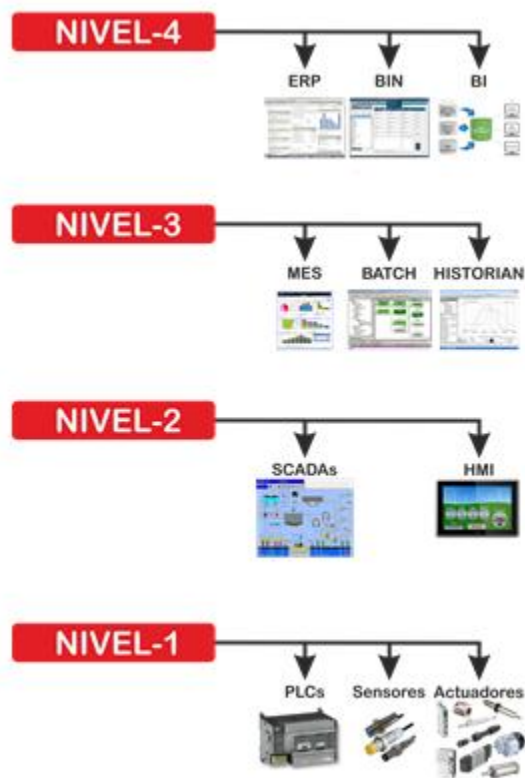 NIVEL-4
ERP BIN BI
NIVEL-3
MES BATCH HISTORIAN
NIVEL-2
SCADAs HMI
NIVEL-1
PLCs Sensores Actuadores